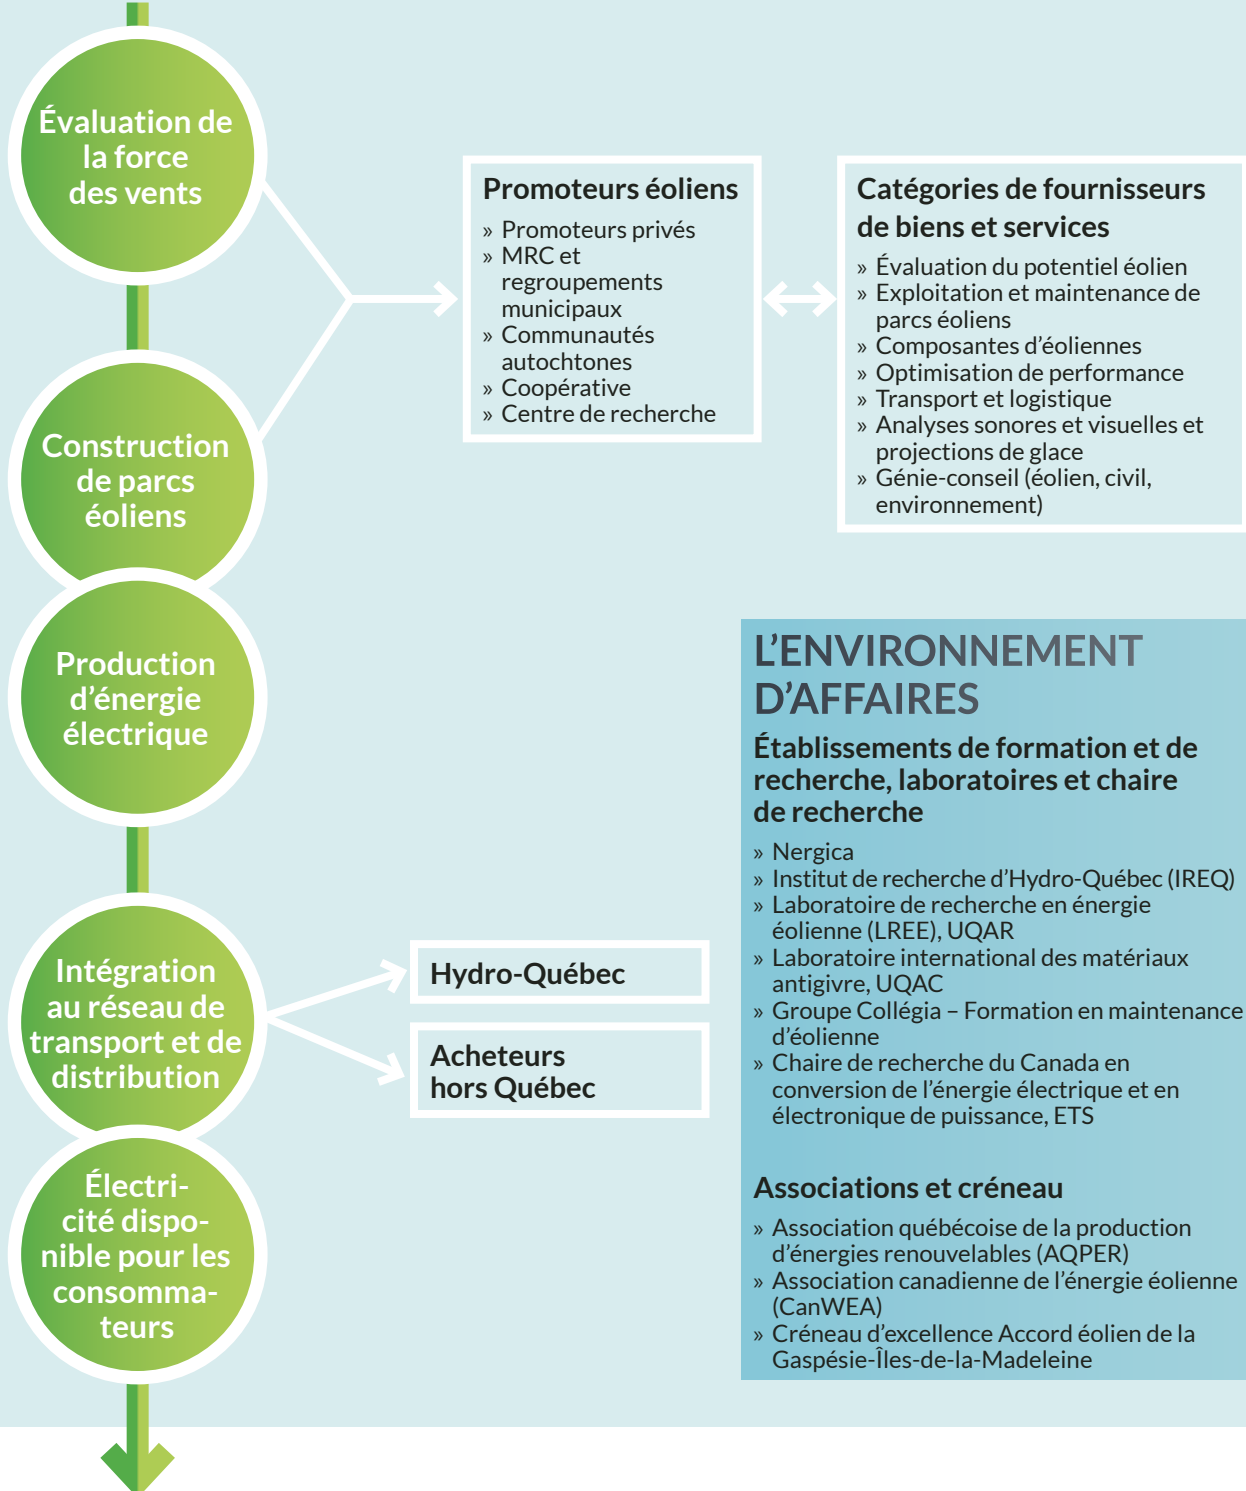 Évaluation de
la force
des vents
Promoteurs éoliens
» Promoteurs privés
» MRC et
regroupements
municipaux
» Communautés
autochtones
» Coopérative
» Centre de recherche
Catégories de fournisseurs
de biens et services
» Évaluation du potentiel éolien
» Exploitation et maintenance de
parcs éoliens
» Composantes d’éoliennes
» Optimisation de performance
» Transport et logistique
» Analyses sonores et visuelles et
projections de glace
» Génie-conseil (éolien, civil,
environnement)
Construction
de parcs
éoliens
Production
d’énergie
électrique
Intégration
au réseau de
transport et de
distribution
Hydro-Québec
Acheteurs
hors Québec
Électri-
cité dispo-
nible pour les
consomma-
teurs
L’ENVIRONNEMENT
D’AFFAIRES
Établissements de formation et de
recherche, laboratoires et chaire
de recherche
» Nergica
» Institut de recherche d’Hydro-Québec (IREQ)
» Laboratoire de recherche en énergie
éolienne (LREE), UQAR
» Laboratoire international des matériaux
antigivre, UQAC
» Groupe Collégia – Formation en maintenance
d’éolienne
» Chaire de recherche du Canada en
conversion de l’énergie électrique et en
électronique de puissance, ETS
Associations et créneau
» Association québécoise de la production
d’énergies renouvelables (AQPER)
» Association canadienne de l’énergie éolienne
(CanWEA)
» Créneau d’excellence Accord éolien de la
Gaspésie-Îles-de-la-Madeleine